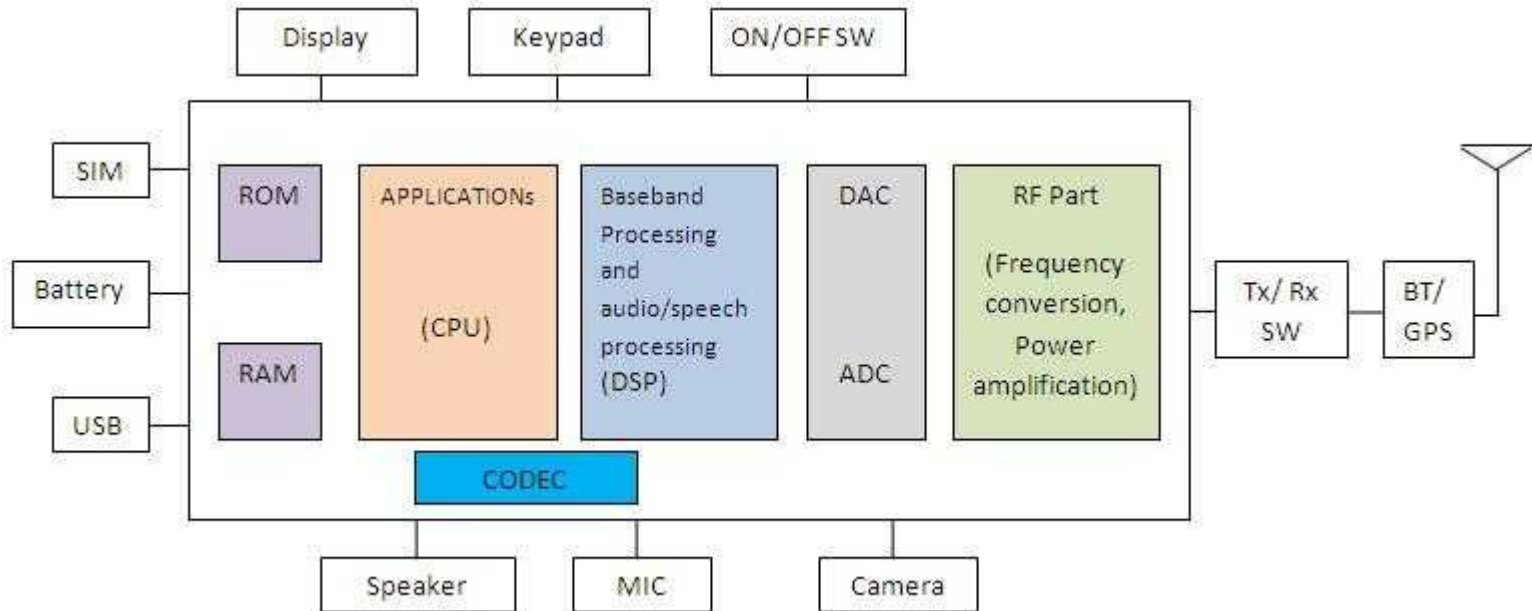 Display
Keypad
ON/OFF SW
SIM
Battery
USB
ROM
RAM
APPLICATIONs
(CPU)
Baseband
Processing
and
audio/speech
processing
(DSP)
DAC
ADC
RF Part
(Frequency
conversion,
Power
amplification)
Tx/ Rx
SW
BT/
GPS
CODEC
Speaker
MIC
Camera